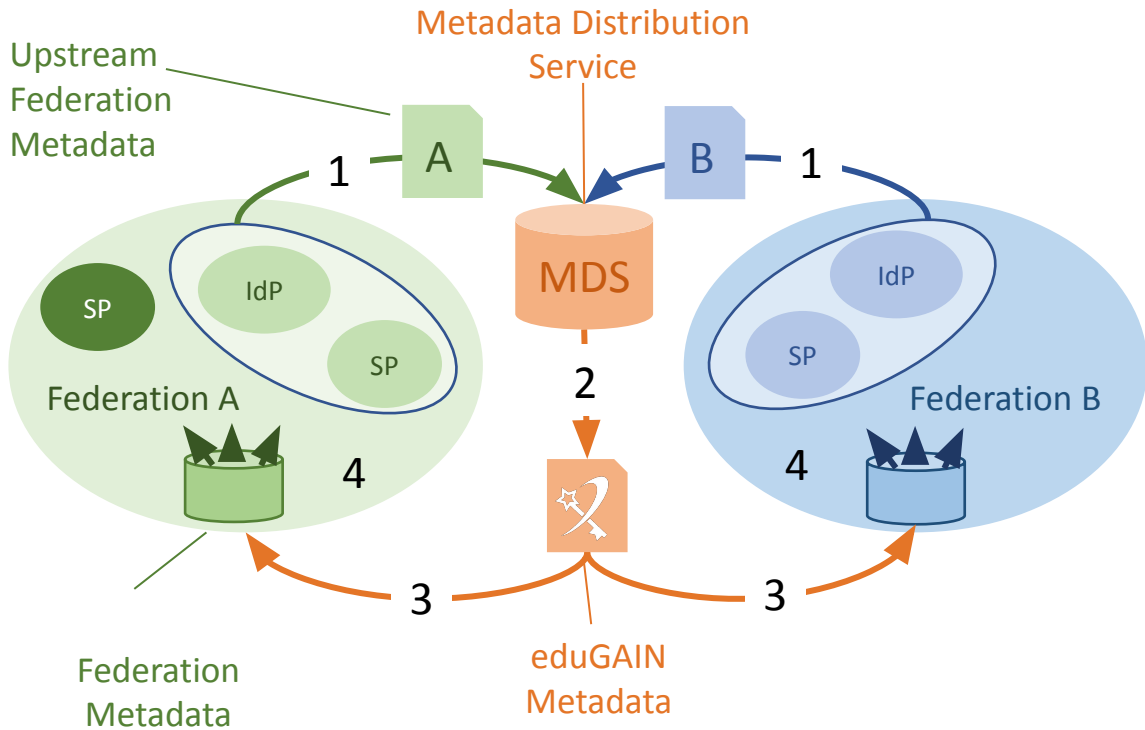 Metadata Distribution
Service
Upstream
Federation
Metadata
A
B
1
1
MDS
IdP
SP
SP
IdP
SP
Federation A
2
Federation B
4
4
3
3
Federation
Metadata
eduGAIN
Metadata